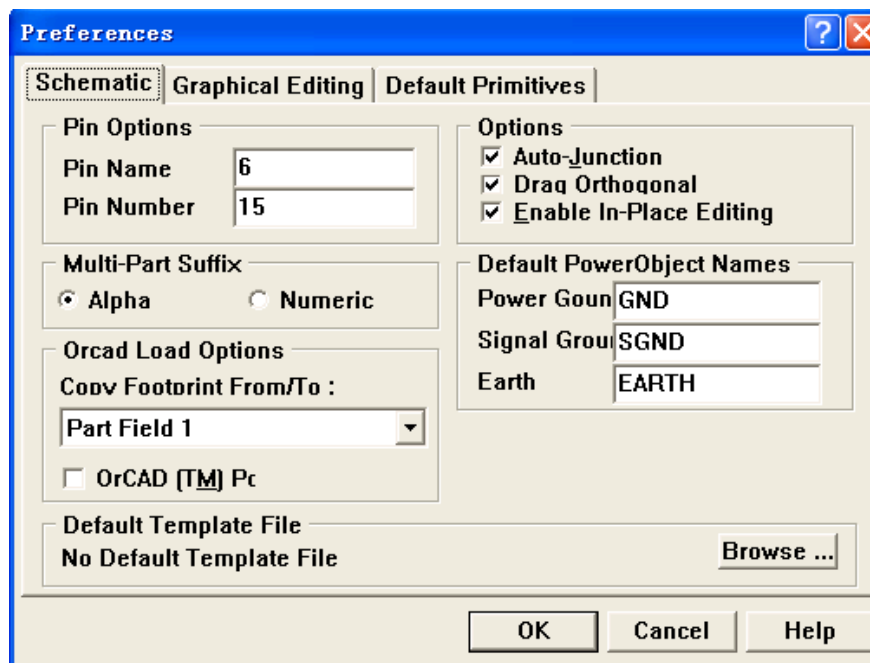 Preferences
Schematic Graphical Editing Default Primitives
Pin Options
Pin Name 6
Pin Number 15
Options
Auto-Junction
Drag Orthogonal
Enable In-Place Editing
Multi-Part Suffix
Alpha Numeric
Default PowerObject Names
Power Goun GND
Signal Grou SGND
Earth EARTH
Orcad Load Options
Copy Footprint From/To :
Part Field 1
OrCAD (TM) Pc
Default Template File
No Default Template File
Browse ...
OK Cancel Help